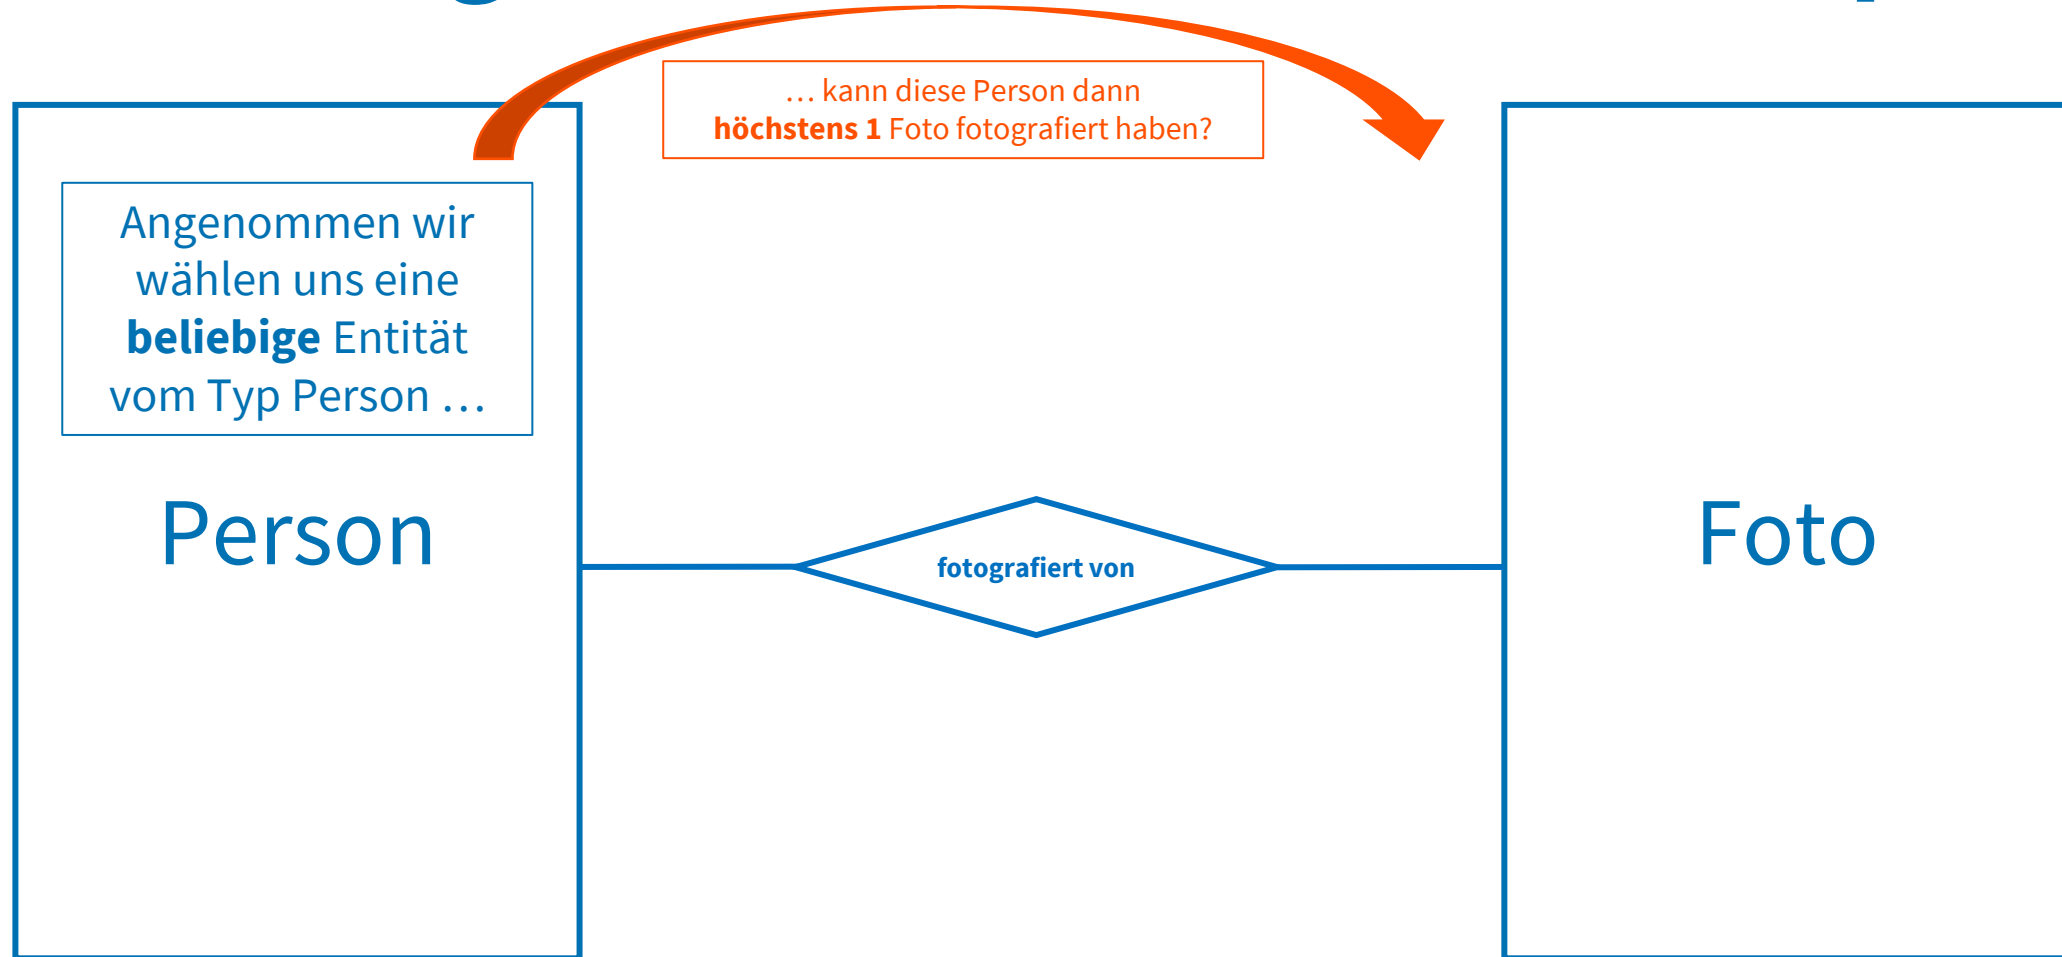 … kann diese Person dann
höchstens 1 Foto fotografiert haben?
Angenommen wir
wählen uns eine
beliebige Entität
vom Typ Person …
Person
fotografiert von
Foto